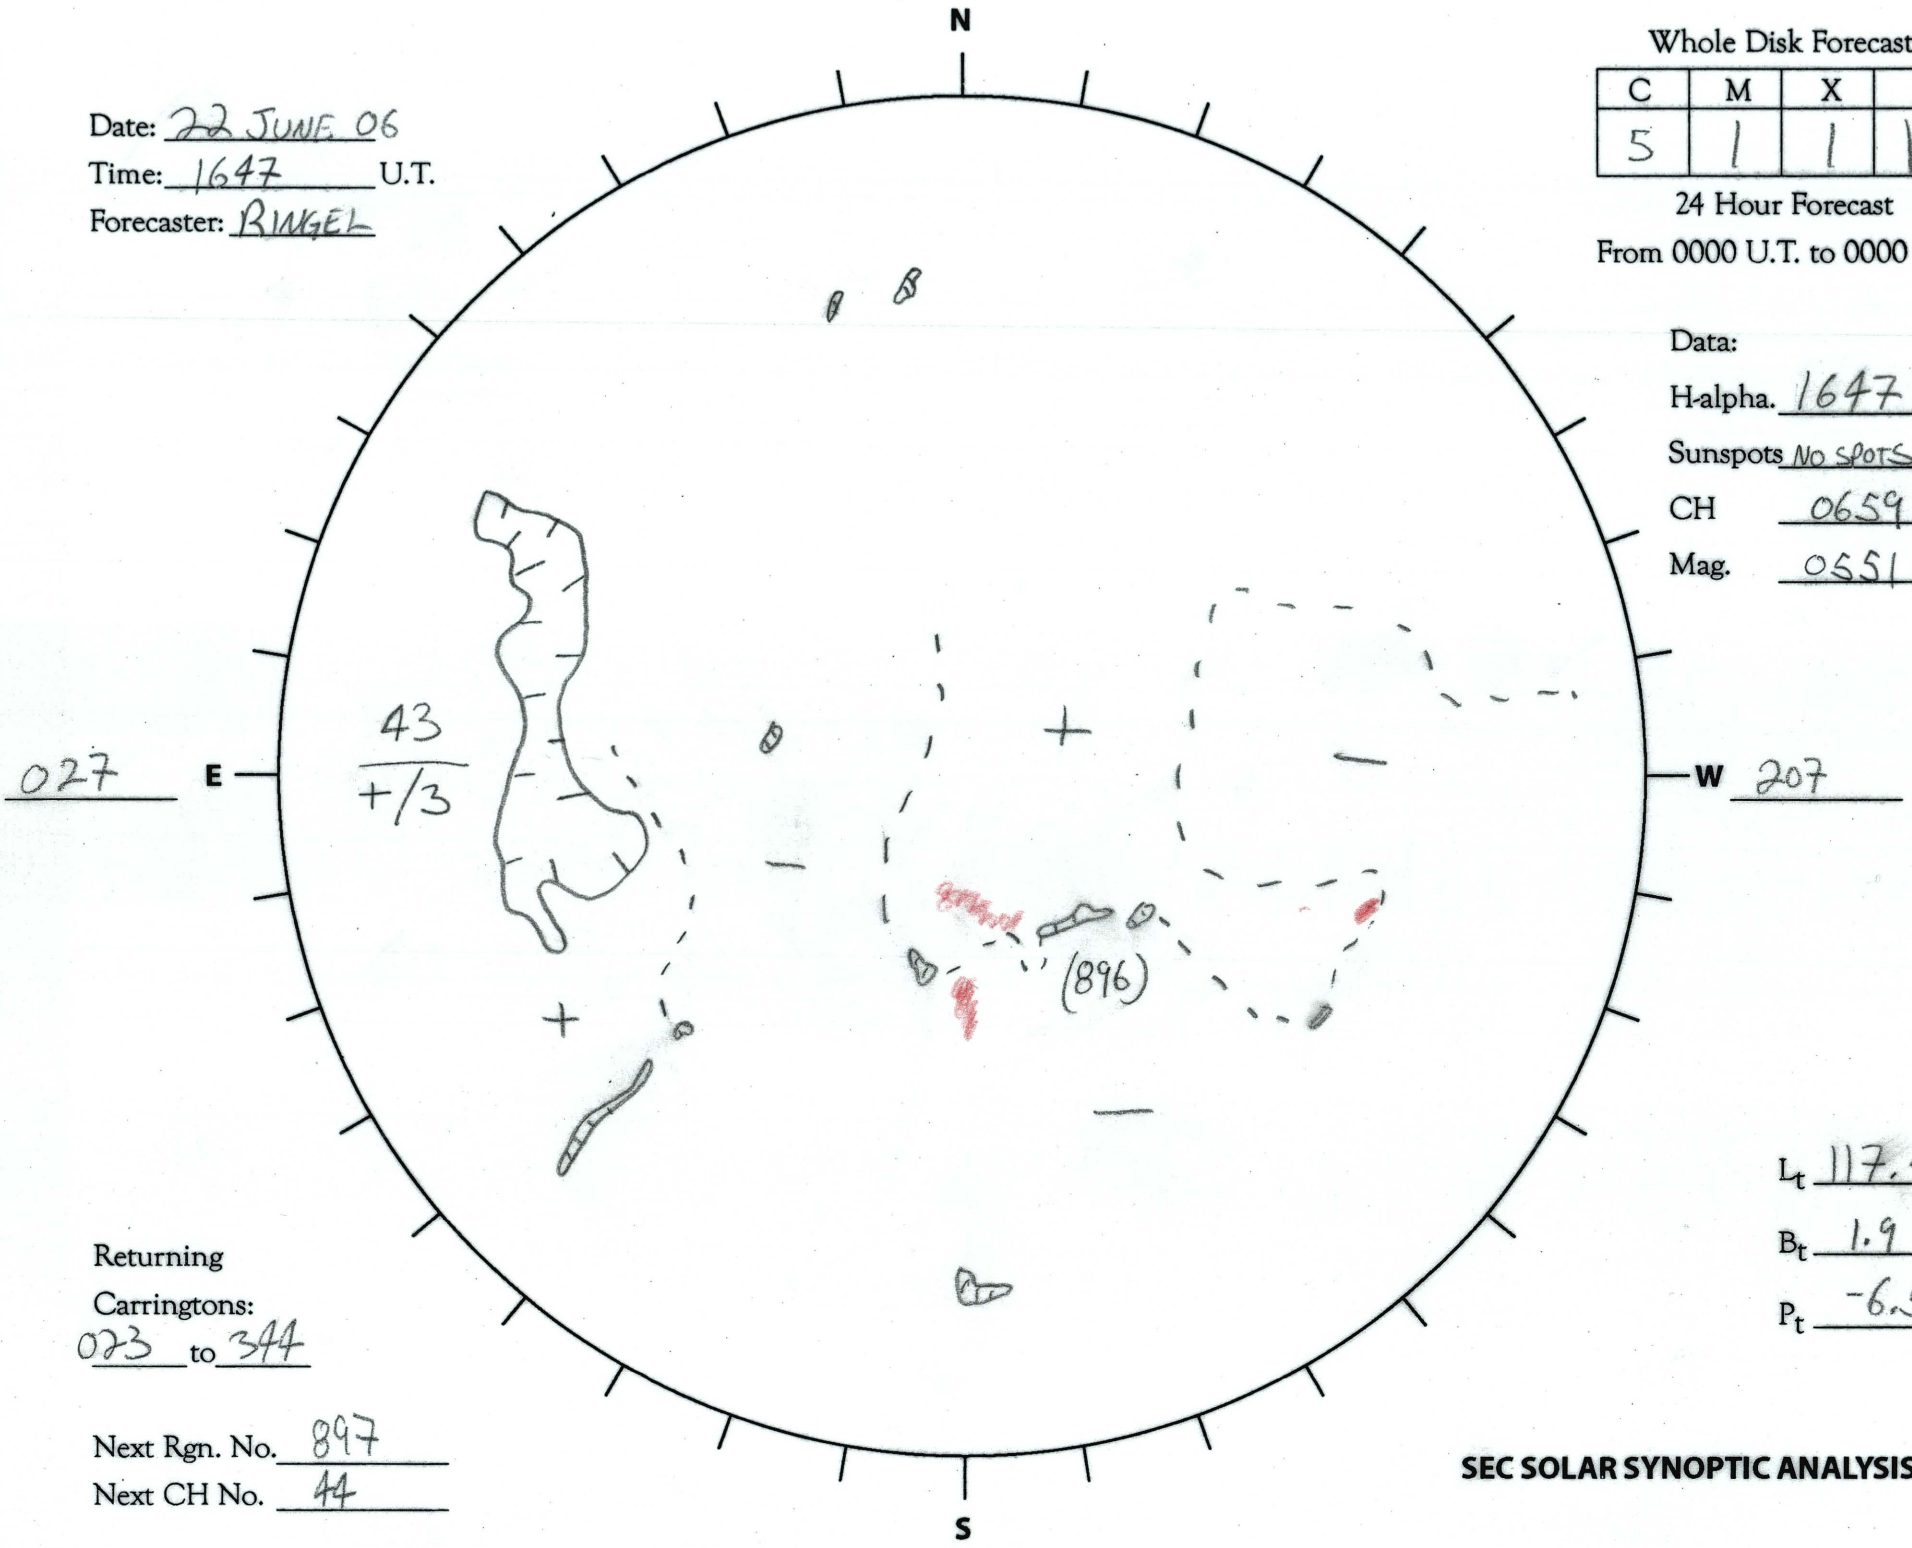 N
Whole Disk Forecast
C M X
5 1 1
24 Hour Forecast
From 0000 U.T. to 0000
Date: 22 JUNE 06
Time: 1647 U.T.
Forecaster: RINGEL
Data:
H-alpha. 1647
Sunspots NO SPOTS
CH 0659
Mag. 0551
43
+/3
+
−
−
027 E
W 207
(896)
+
−
Lt 117.
Bt 1.9
Pt -6.
Returning
Carringtons:
023 to 344
Next Rgn. No. 897
Next CH No. 44
SEC SOLAR SYNOPTIC ANALYSIS
S